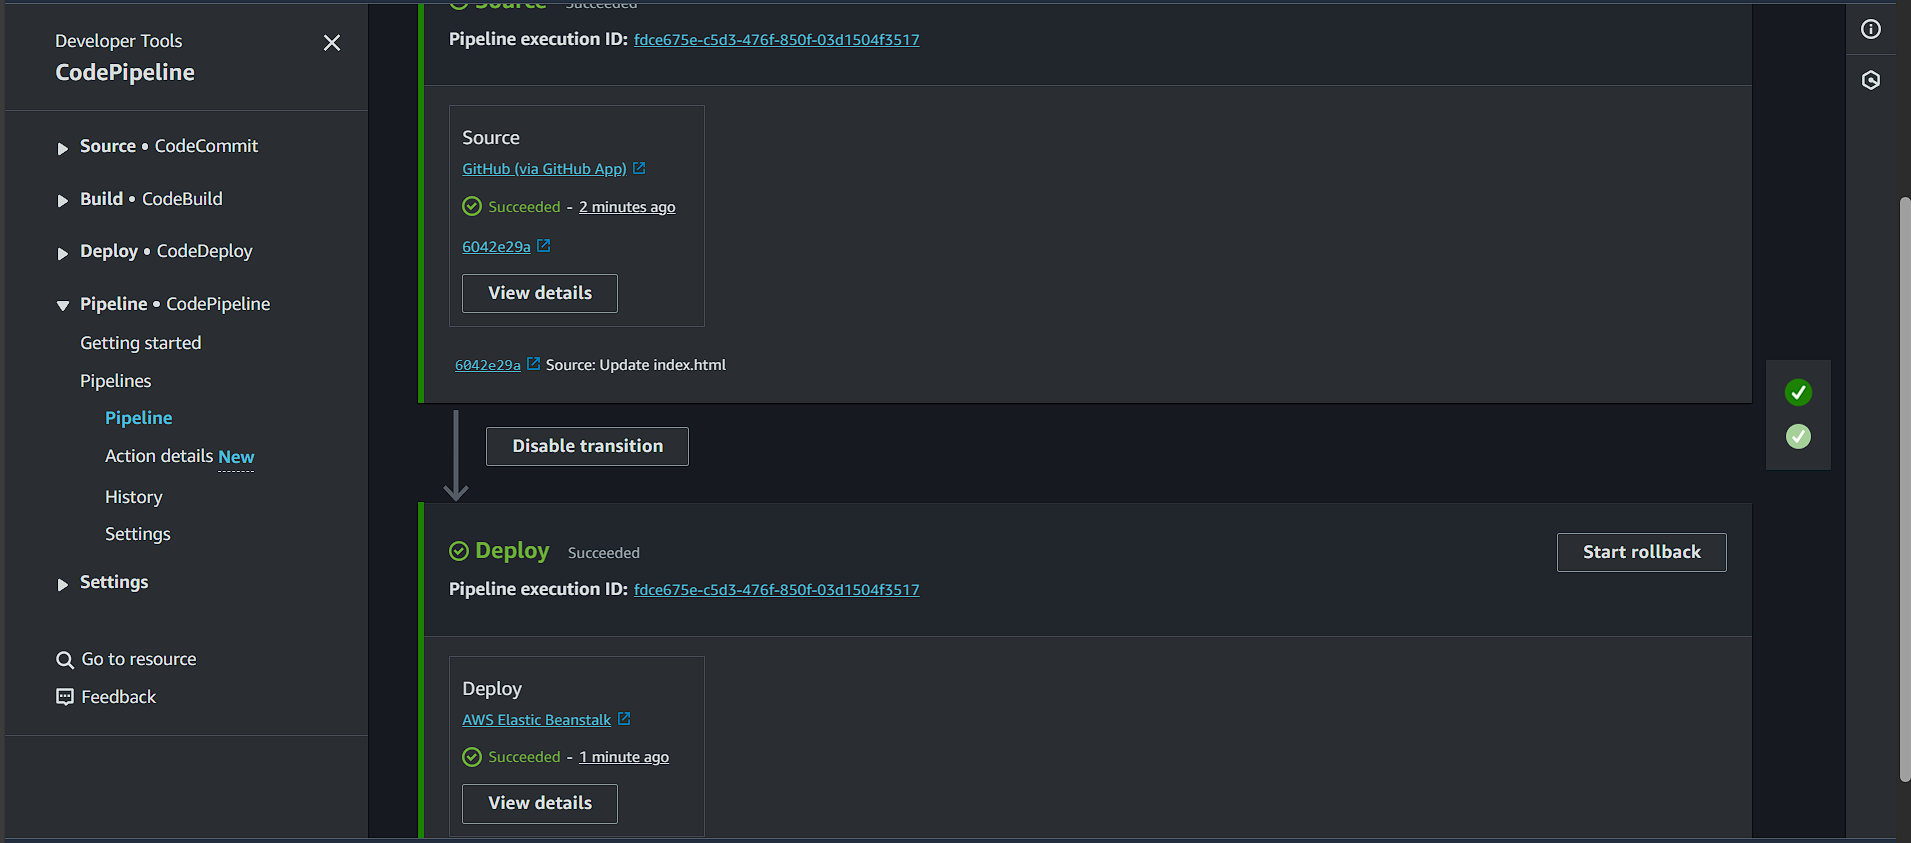 Developer Tools
CodePipeline
Source • CodeCommit
Build • CodeBuild
Deploy • CodeDeploy
Pipeline • CodePipeline
Getting started
Pipelines
Pipeline
Action details New
History
Settings
Settings
Go to resource
Feedback
Source Succeeded
Pipeline execution ID: fdce675e-c5d3-476f-850f-03d1504f3517
Source
GitHub (via GitHub App)
Succeeded - 2 minutes ago
6042e29a
View details
6042e29a Source: Update index.html
Disable transition
Deploy Succeeded
Start rollback
Pipeline execution ID: fdce675e-c5d3-476f-850f-03d1504f3517
Deploy
AWS Elastic Beanstalk
Succeeded - 1 minute ago
View details